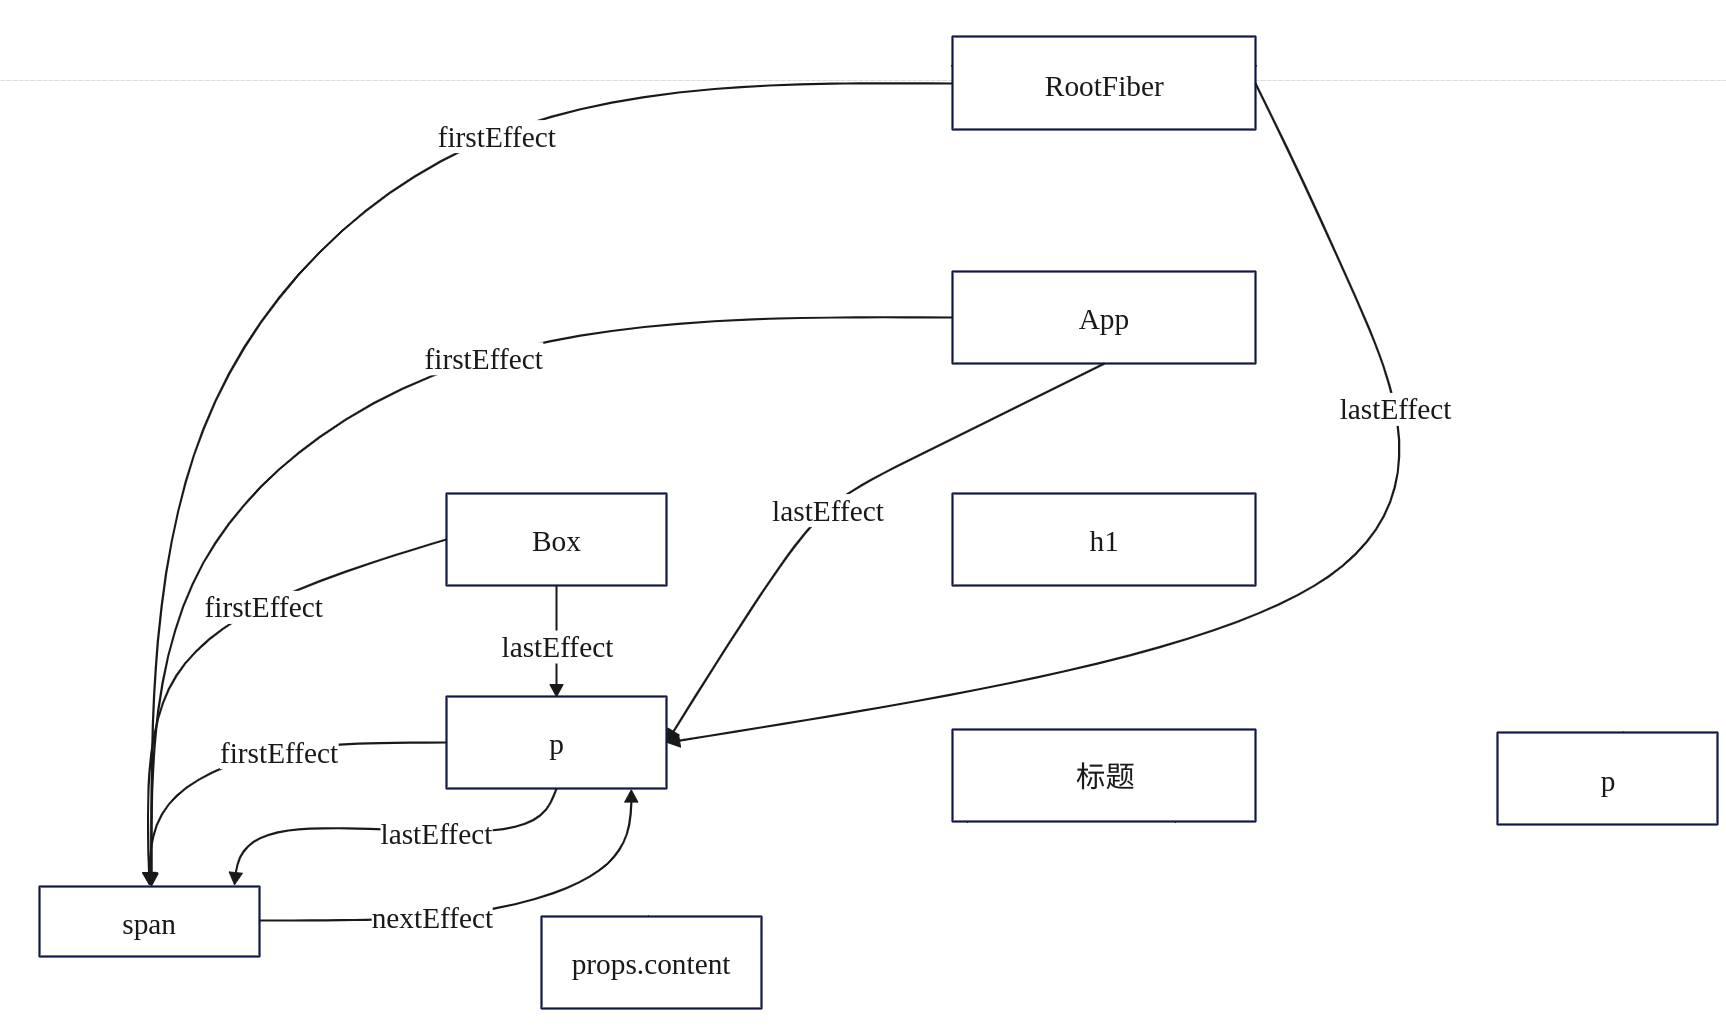 RootFiber
firstEffect
App
firstEffect
lastEffect
Box
lastEffect
h1
firstEffect
lastEffect
p
firstEffect
标题
p
lastEffect
span
nextEffect
props.content